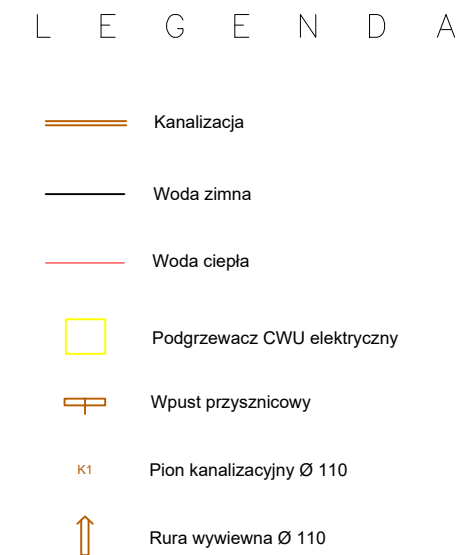 L E G E N D A
Kanalizacja
Woda zimna
Woda ciepła
Podgrzewacz CWU elektryczny
Wpust przysznicowy
K1 Pion kanalizacyjny Ø 110
Rura wywiewna Ø 110